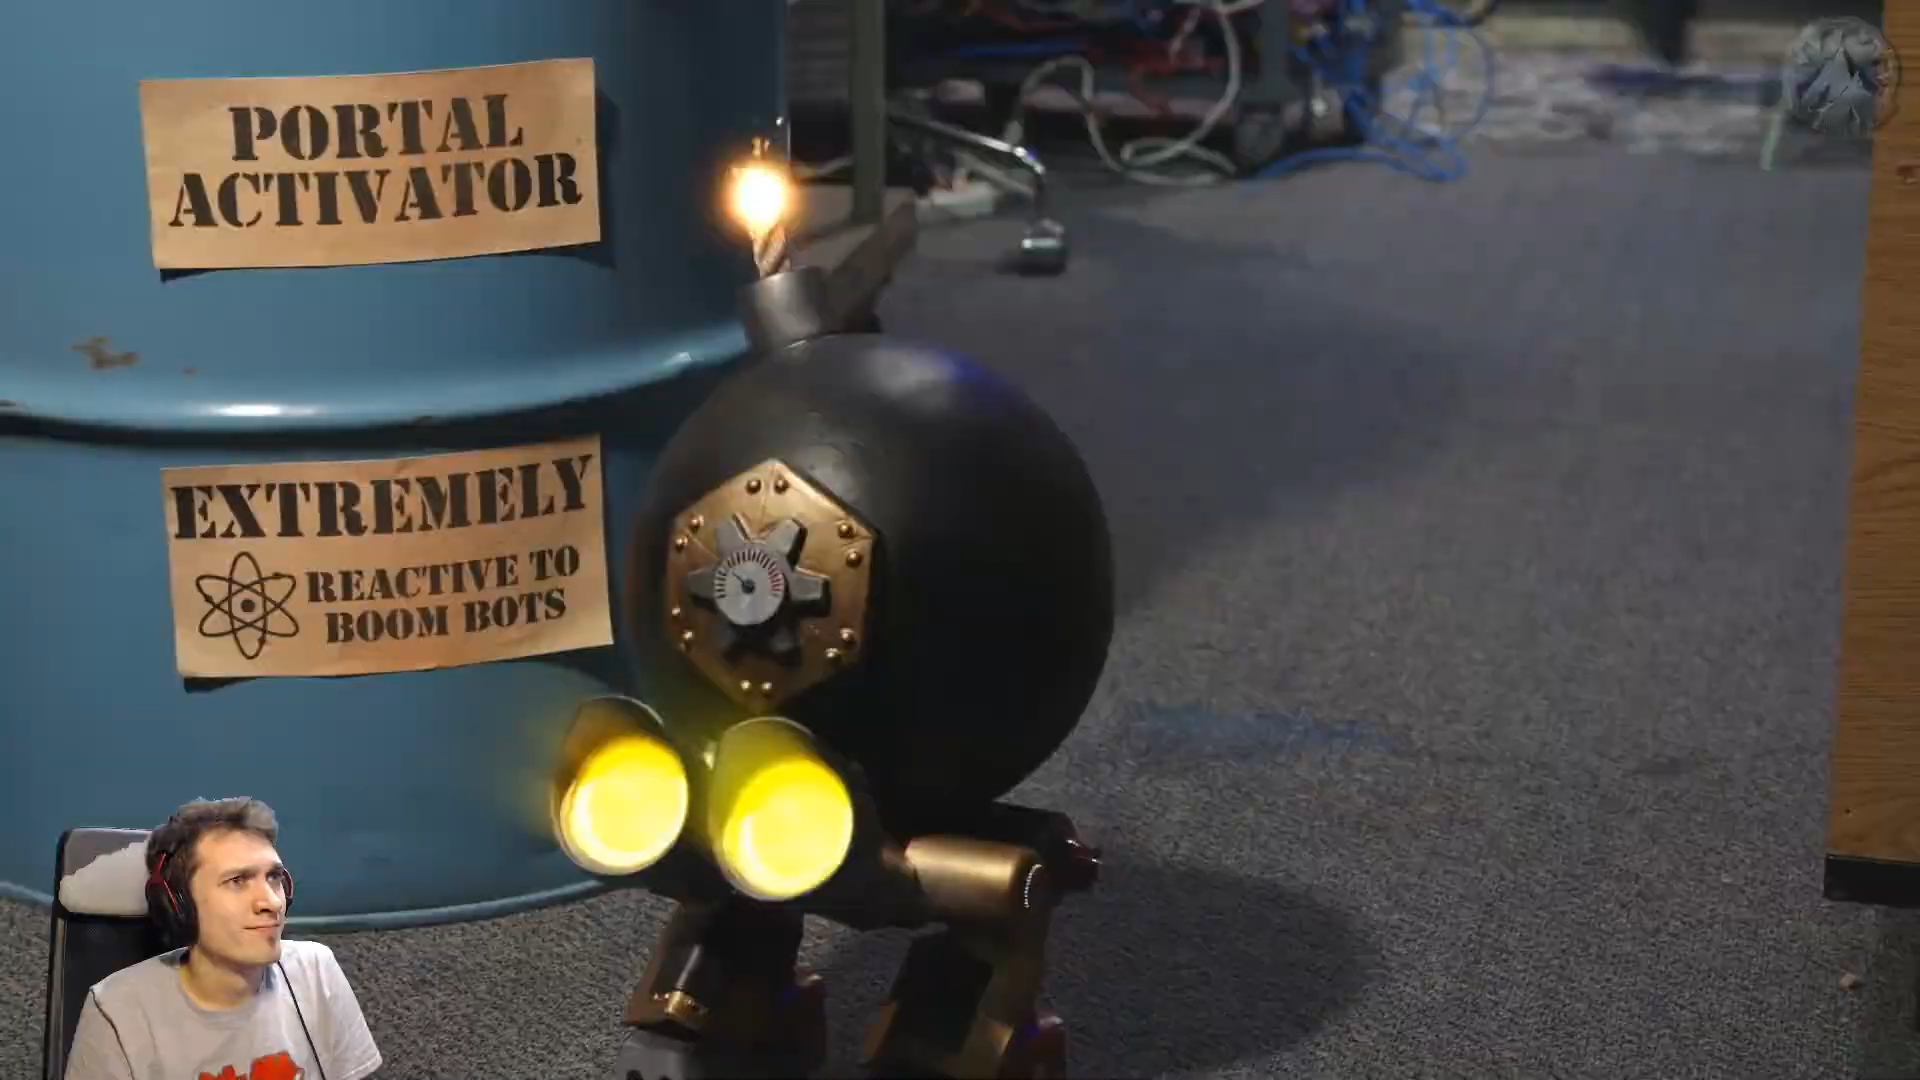 PORTAL
ACTIVATOR
EXTREMELY
REACTIVE TO
BOOM BOTS